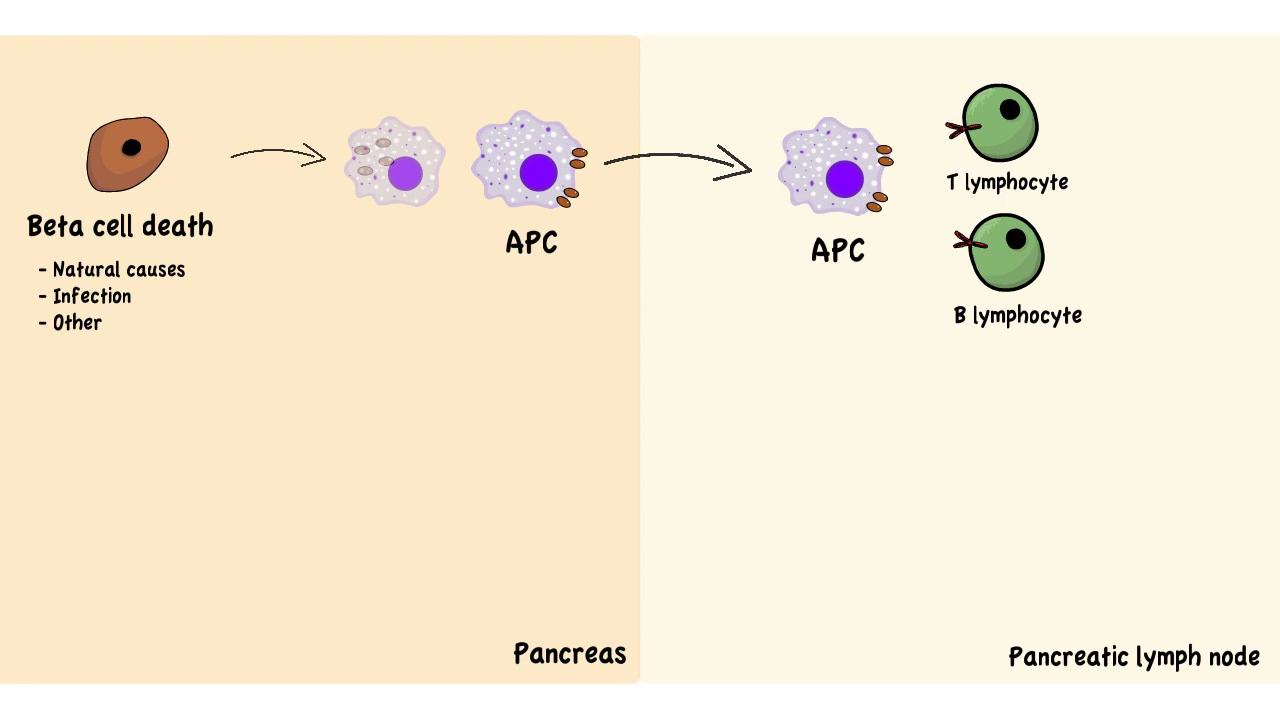 Beta cell death
- Natural causes
- Infection
- Other
APC
APC
T lymphocyte
B lymphocyte
Pancreas
Pancreatic lymph node